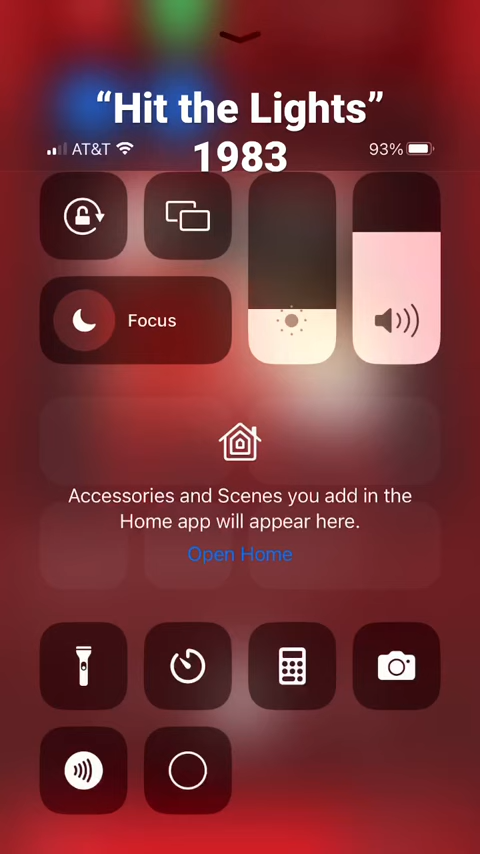 “Hit the Lights”
1983
AT&T
93%
Focus
Accessories and Scenes you add in the
Home app will appear here.
Open Home